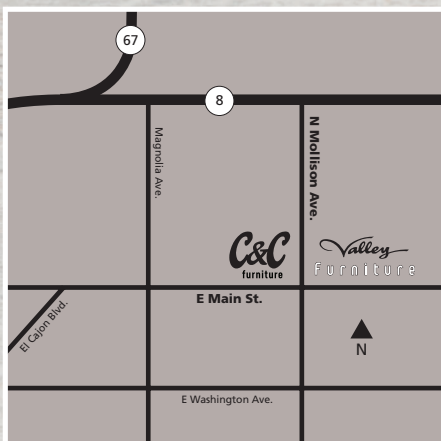 67
8
Magnolia Ave.
N Mollison Ave.
C&C
furniture
Valley
Furniture
E Main St.
El Cajon Blvd.
N
E Washington Ave.